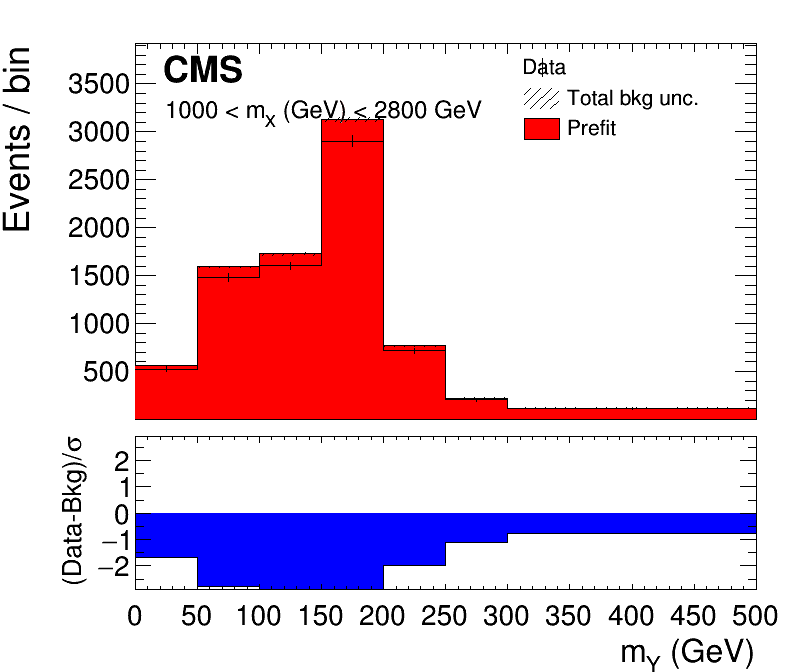 CMS
1000 < mX (GeV) < 2800 GeV
Data
Total bkg unc.
Prefit
Events / bin
3500
3000
2500
2000
1500
1000
500
(Data-Bkg)/σ
2
1
0
−1
−2
0 50 100 150 200 250 300 350 400 450 500
mY (GeV)